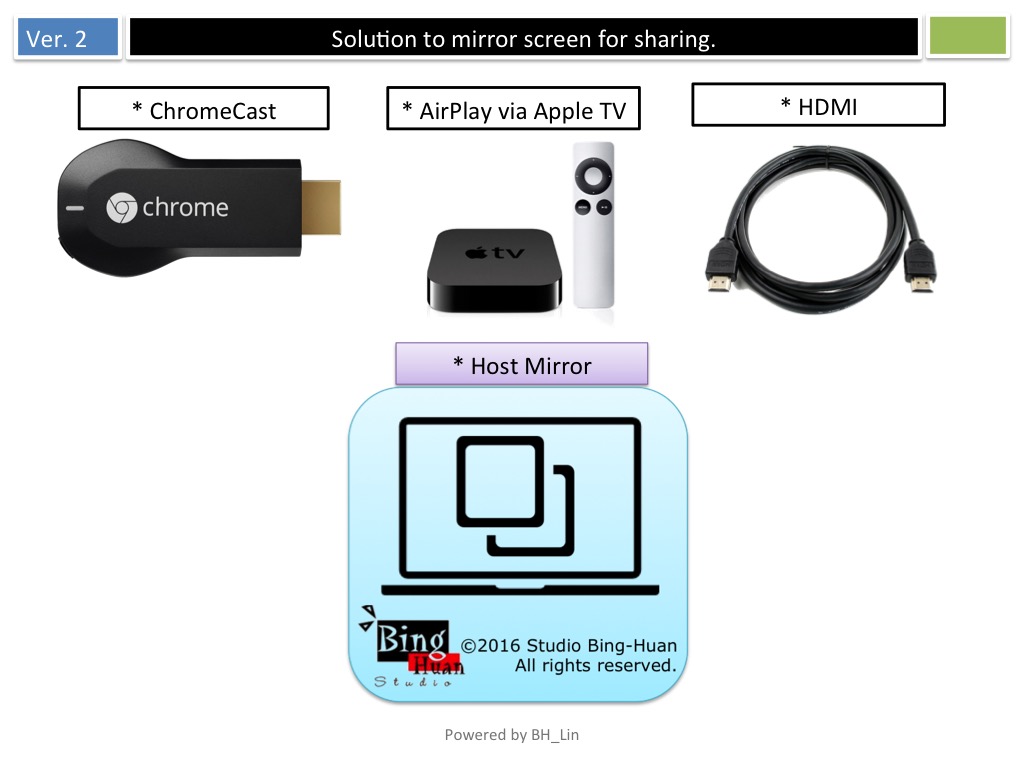 Ver. 2
Solution to mirror screen for sharing.
* ChromeCast
* AirPlay via Apple TV
* HDMI
chrome
tv
MENU
* Host Mirror
Bing
Huan
Studio
©2016 Studio Bing-Huan
All rights reserved.
Powered by BH_Lin